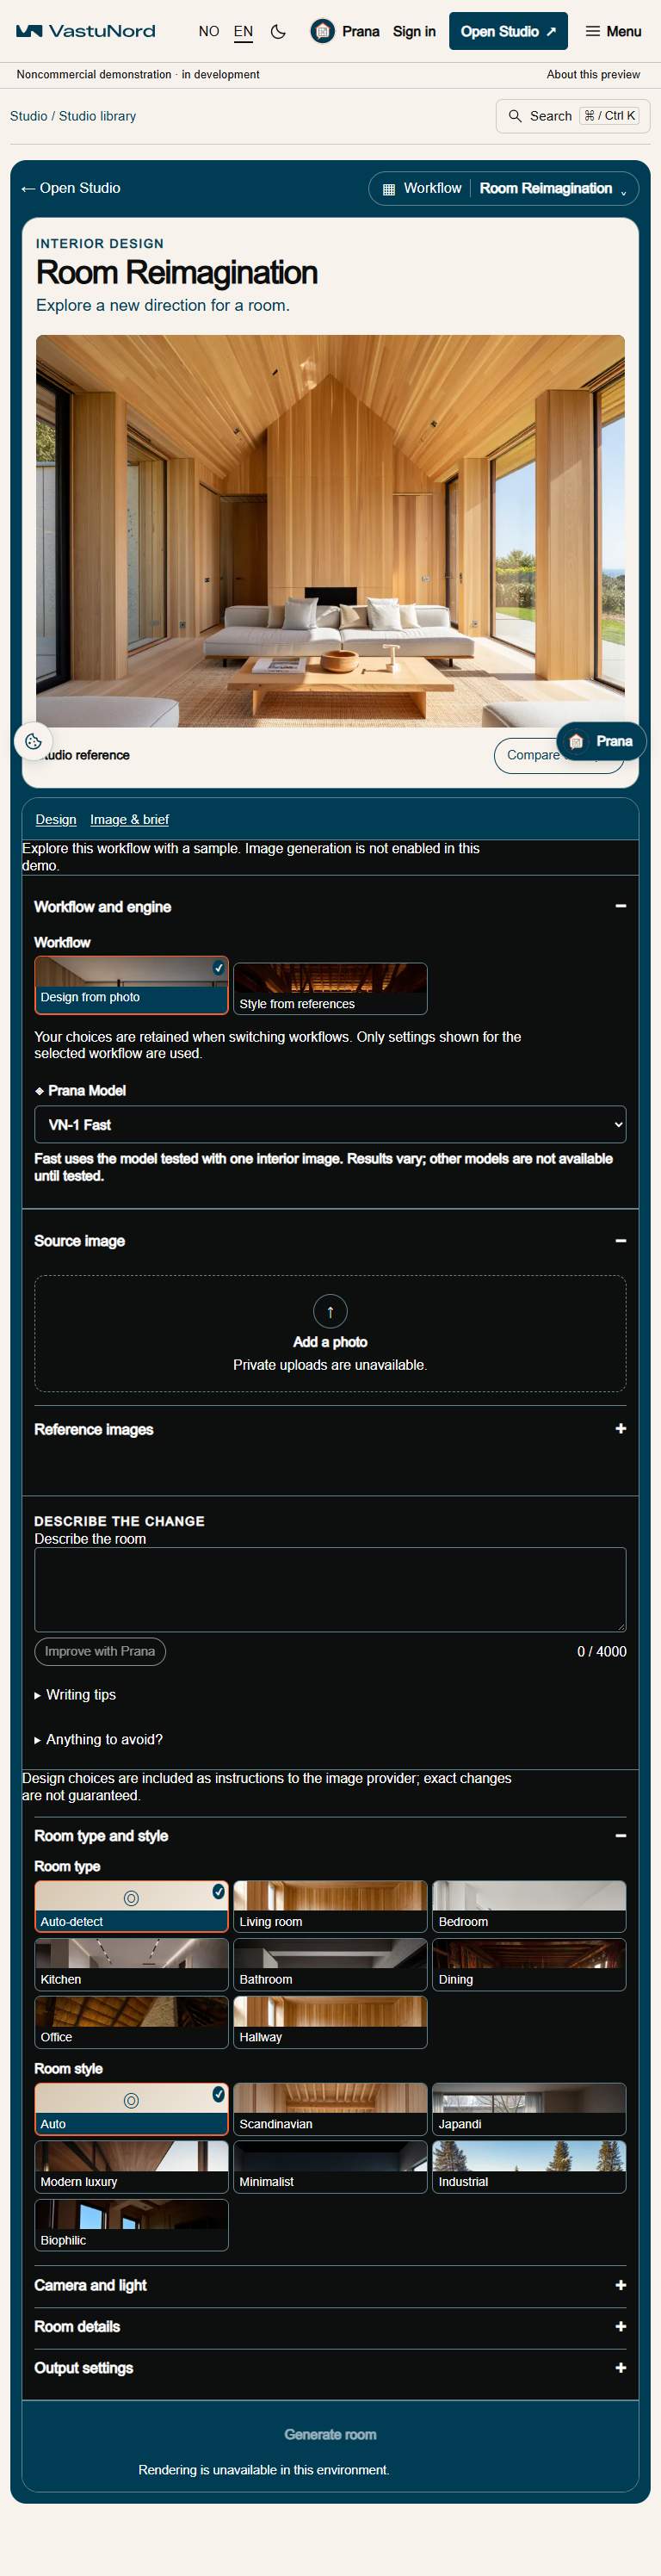 VastuNord
NO EN Prana Sign in Open Studio ↗ Menu
Noncommercial demonstration · in development
About this preview
Studio / Studio library
Search ⌘ / Ctrl K
← Open Studio
Workflow Room Reimagination
INTERIOR DESIGN
Room Reimagination
Explore a new direction for a room.
Studio reference
Compare
Prana
Design Image & brief
Explore this workflow with a sample. Image generation is not enabled in this
demo.
Workflow and engine −
Workflow
Design from photo
Style from references
Your choices are retained when switching workflows. Only settings shown for the
selected workflow are used.
Prana Model
VN-1 Fast
Fast uses the model tested with one interior image. Results vary; other models are not available
until tested.
Source image −
↑
Add a photo
Private uploads are unavailable.
Reference images +
DESCRIBE THE CHANGE
Describe the room
Improve with Prana
0 / 4000
▸ Writing tips
▸ Anything to avoid?
Design choices are included as instructions to the image provider; exact changes
are not guaranteed.
Room type and style −
Room type
Auto-detect Living room Bedroom
Kitchen Bathroom Dining
Office Hallway
Room style
Auto Scandinavian Japandi
Modern luxury Minimalist Industrial
Biophilic
Camera and light +
Room details +
Output settings +
Generate room
Rendering is unavailable in this environment.